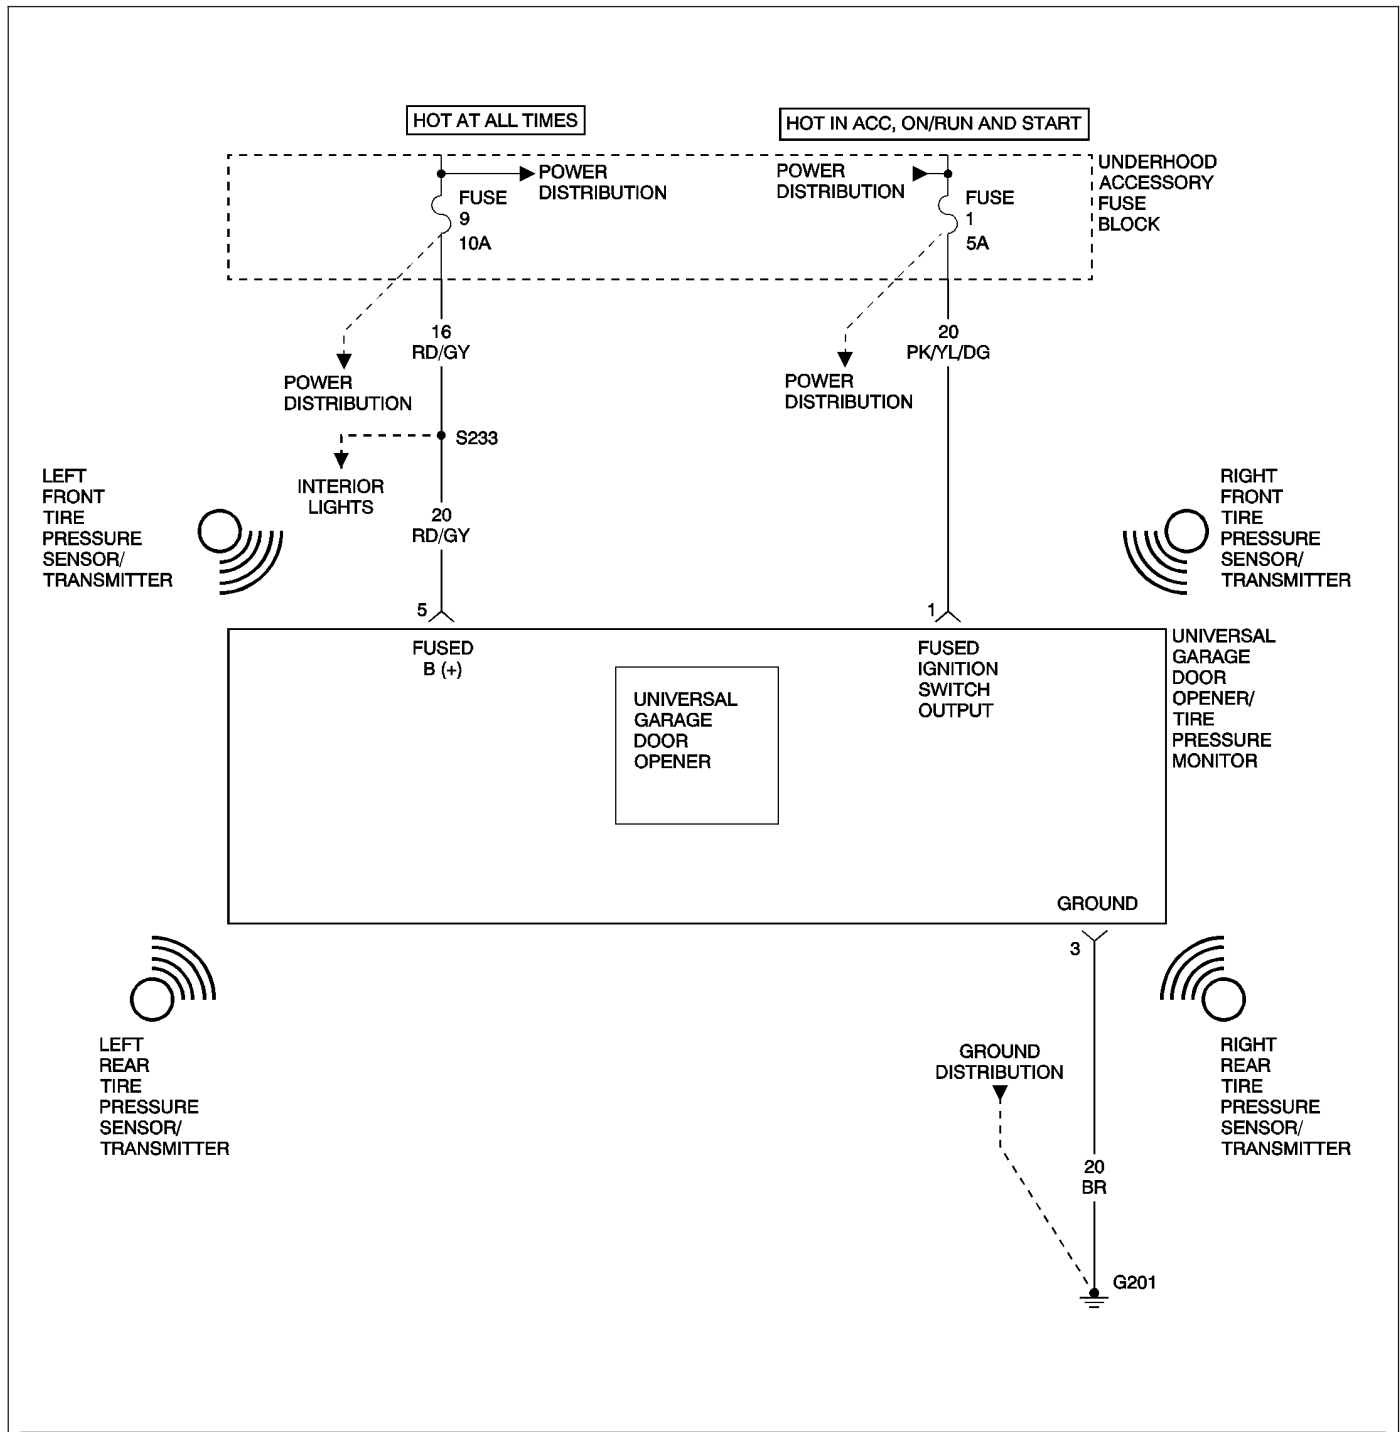 HOT AT ALL TIMES
HOT IN ACC, ON/RUN AND START
POWER
DISTRIBUTION
FUSE
9
10A
POWER
DISTRIBUTION
FUSE
1
5A
UNDERHOOD
ACCESSORY
FUSE
BLOCK
16
RD/GY
20
PK/YL/DG
POWER
DISTRIBUTION
POWER
DISTRIBUTION
S233
INTERIOR
LIGHTS
20
RD/GY
LEFT
FRONT
TIRE
PRESSURE
SENSOR/
TRANSMITTER
RIGHT
FRONT
TIRE
PRESSURE
SENSOR/
TRANSMITTER
5
1
FUSED
B (+)
UNIVERSAL
GARAGE
DOOR
OPENER
FUSED
IGNITION
SWITCH
OUTPUT
UNIVERSAL
GARAGE
DOOR
OPENER/
TIRE
PRESSURE
MONITOR
GROUND
3
LEFT
REAR
TIRE
PRESSURE
SENSOR/
TRANSMITTER
GROUND
DISTRIBUTION
RIGHT
REAR
TIRE
PRESSURE
SENSOR/
TRANSMITTER
20
BR
G201